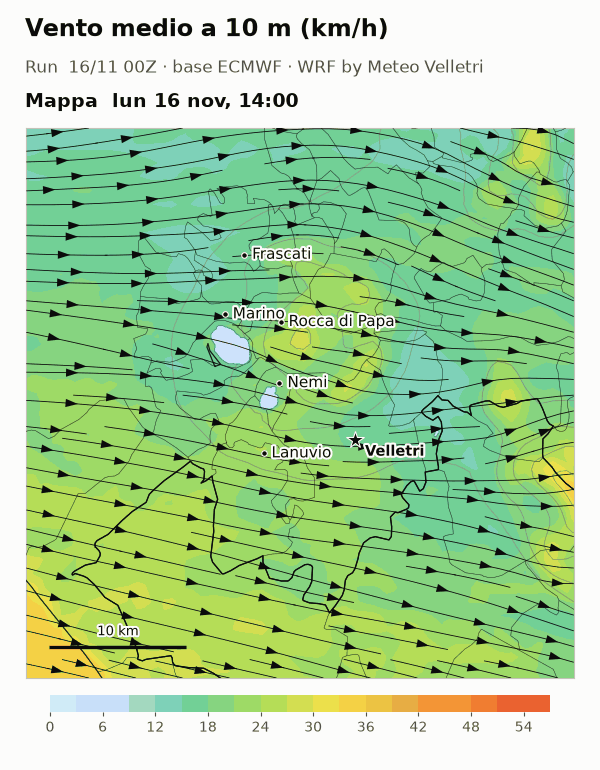 Vento medio a 10 m (km/h)
Run  16/11 00Z · base ECMWF · WRF by Meteo Velletri
Mappa  lun 16 nov, 14:00
Frascati
Marino
Rocca di Papa
Nemi
Velletri
Lanuvio
10 km
0 6 12 18 24 30 36 42 48 54